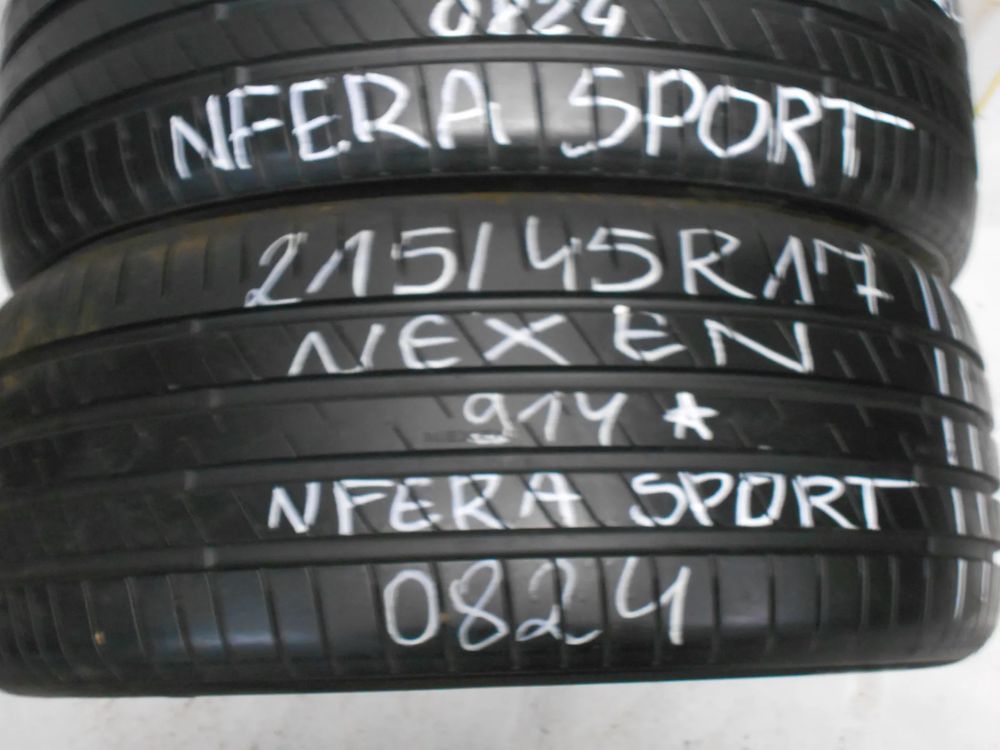 0824
NFERA SPORT
215/45R17
NEXEN
91Y *
NFERA SPORT
0824